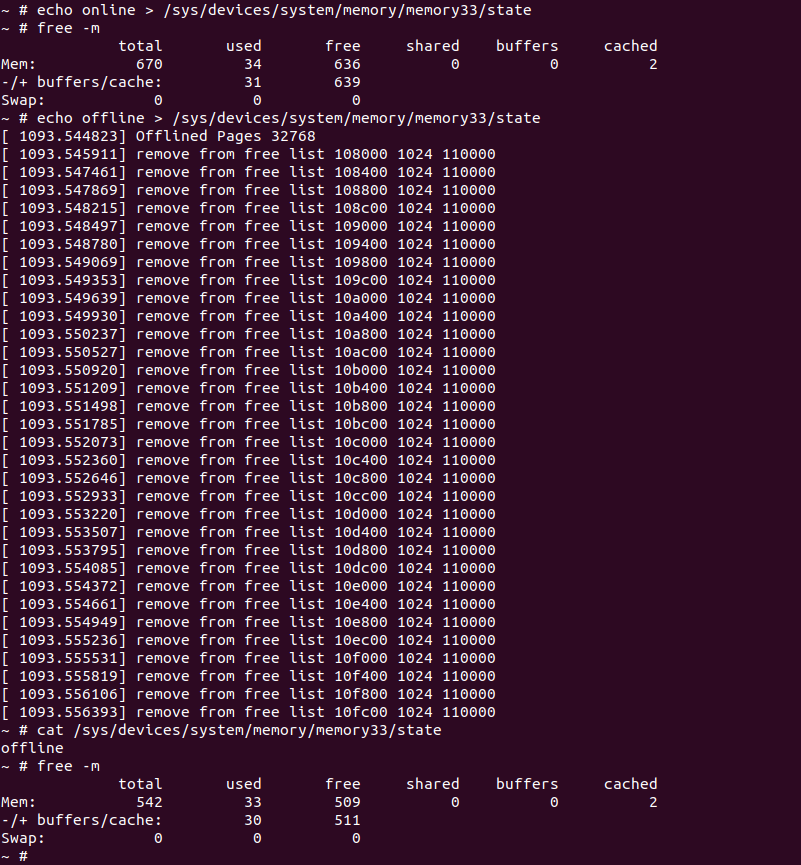 ~ # echo online > /sys/devices/system/memory/memory33/state
~ # free -m
             total       used       free     shared    buffers     cached
Mem:           670         34        636          0          0          2
-/+ buffers/cache:         31        639
Swap:            0          0          0
~ # echo offline > /sys/devices/system/memory/memory33/state
[ 1093.544823] Offlined Pages 32768
[ 1093.545911] remove from free list 108000 1024 110000
[ 1093.547461] remove from free list 108400 1024 110000
[ 1093.547869] remove from free list 108800 1024 110000
[ 1093.548215] remove from free list 108c00 1024 110000
[ 1093.548497] remove from free list 109000 1024 110000
[ 1093.548780] remove from free list 109400 1024 110000
[ 1093.549069] remove from free list 109800 1024 110000
[ 1093.549353] remove from free list 109c00 1024 110000
[ 1093.549639] remove from free list 10a000 1024 110000
[ 1093.549930] remove from free list 10a400 1024 110000
[ 1093.550237] remove from free list 10a800 1024 110000
[ 1093.550527] remove from free list 10ac00 1024 110000
[ 1093.550920] remove from free list 10b000 1024 110000
[ 1093.551209] remove from free list 10b400 1024 110000
[ 1093.551498] remove from free list 10b800 1024 110000
[ 1093.551785] remove from free list 10bc00 1024 110000
[ 1093.552073] remove from free list 10c000 1024 110000
[ 1093.552360] remove from free list 10c400 1024 110000
[ 1093.552646] remove from free list 10c800 1024 110000
[ 1093.552933] remove from free list 10cc00 1024 110000
[ 1093.553220] remove from free list 10d000 1024 110000
[ 1093.553507] remove from free list 10d400 1024 110000
[ 1093.553795] remove from free list 10d800 1024 110000
[ 1093.554085] remove from free list 10dc00 1024 110000
[ 1093.554372] remove from free list 10e000 1024 110000
[ 1093.554661] remove from free list 10e400 1024 110000
[ 1093.554949] remove from free list 10e800 1024 110000
[ 1093.555236] remove from free list 10ec00 1024 110000
[ 1093.555531] remove from free list 10f000 1024 110000
[ 1093.555819] remove from free list 10f400 1024 110000
[ 1093.556106] remove from free list 10f800 1024 110000
[ 1093.556393] remove from free list 10fc00 1024 110000
~ # cat /sys/devices/system/memory/memory33/state
offline
~ # free -m
             total       used       free     shared    buffers     cached
Mem:           542         33        509          0          0          2
-/+ buffers/cache:         30        511
Swap:            0          0          0
~ #